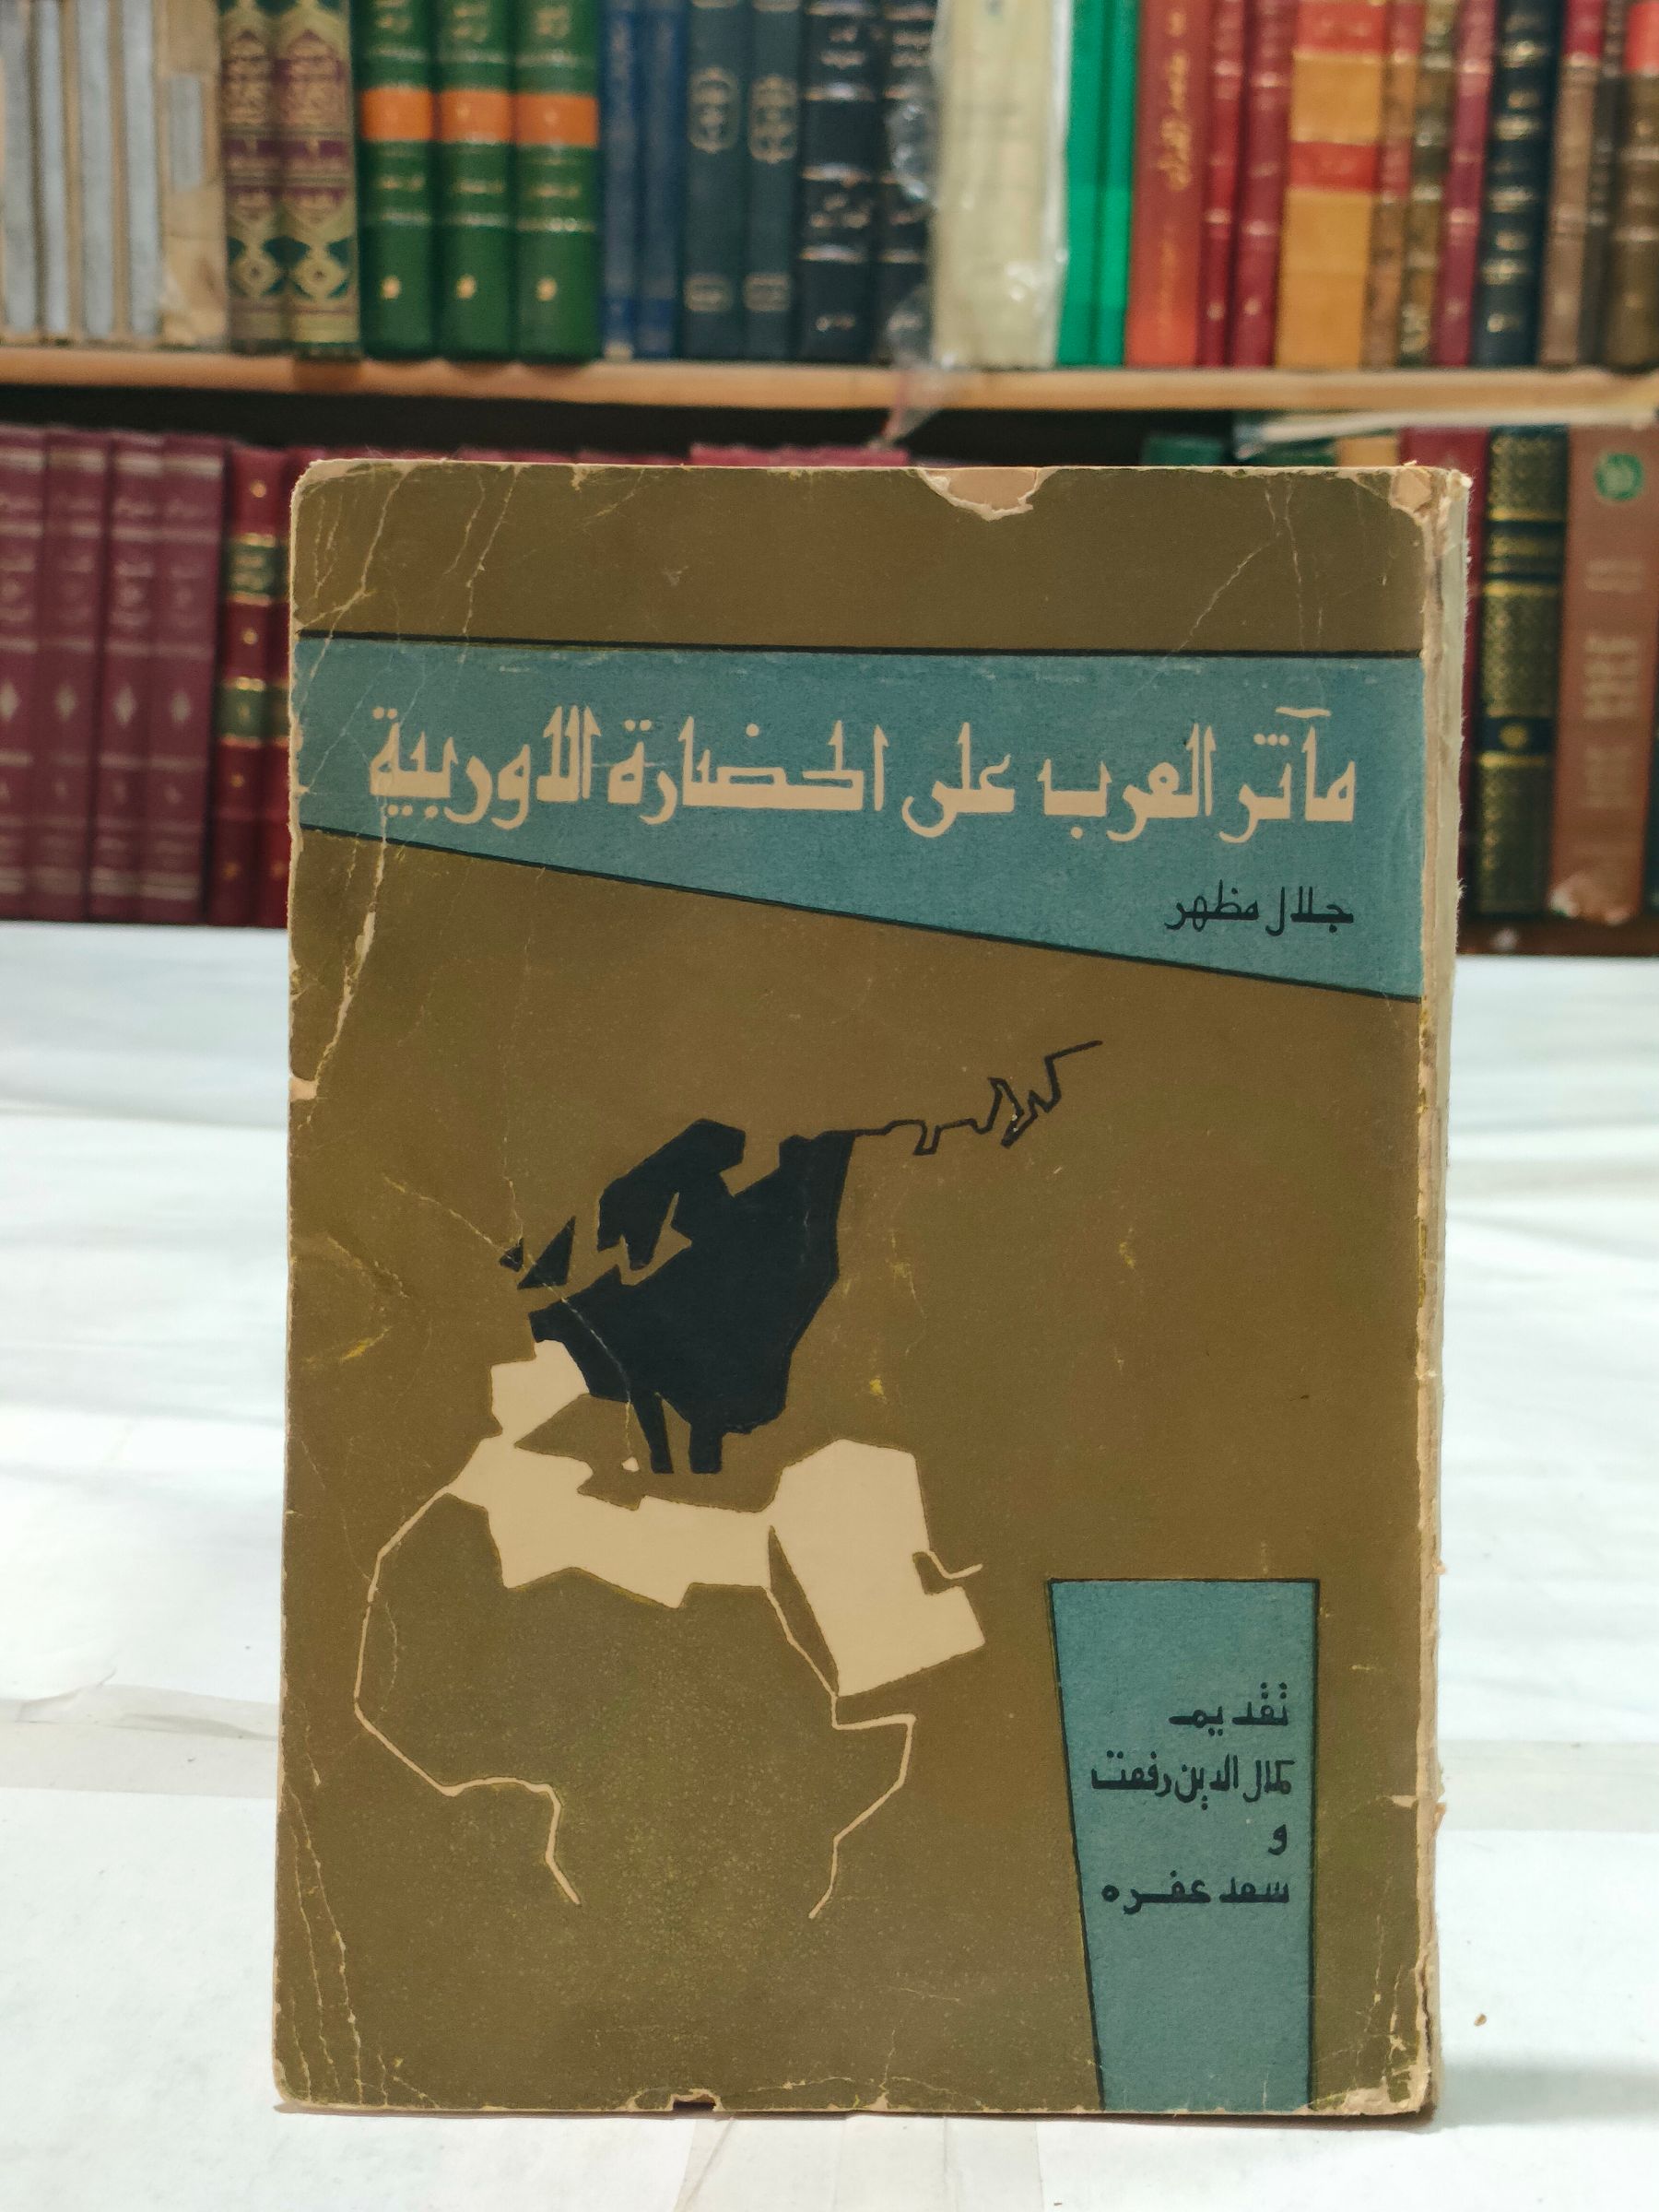 مآثر العرب على الحضارة الاوربية
جلال مظهر
تقديم
كمال الدين رفعت
و
سعد عفره